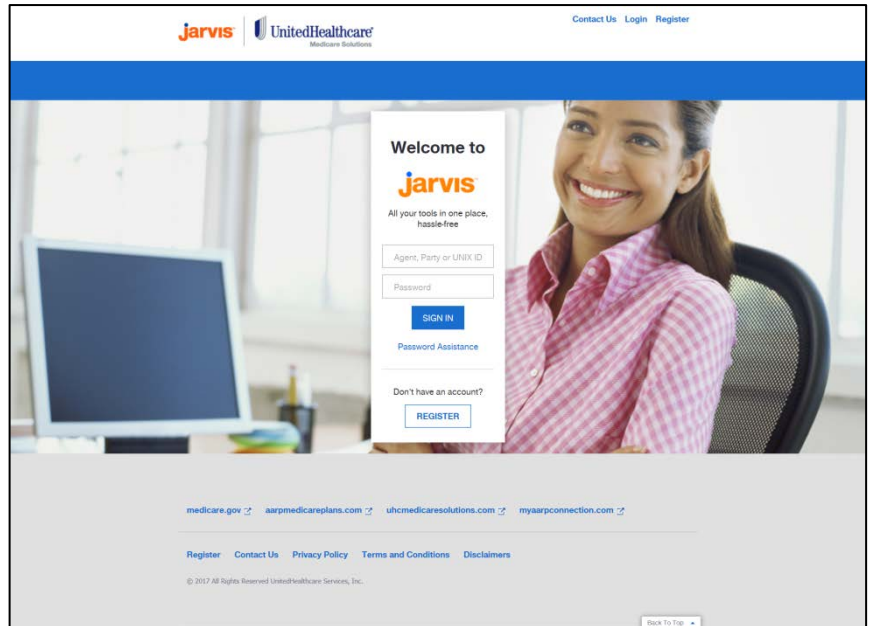 jarvis UnitedHealthcare
Medicare Solutions
Contact Us Login Register
Welcome to
jarvis
All your tools in one place,
hassle-free
Agent, Party or UNIX ID
Password
SIGN IN
Password Assistance
Don't have an account?
REGISTER
medicare.gov aarpmedicareplans.com uhcmedicaresolutions.com myaarpconnection.com
Register Contact Us Privacy Policy Terms and Conditions Disclaimers
© 2017 All Rights Reserved UnitedHealthcare Services, Inc.
Back To Top